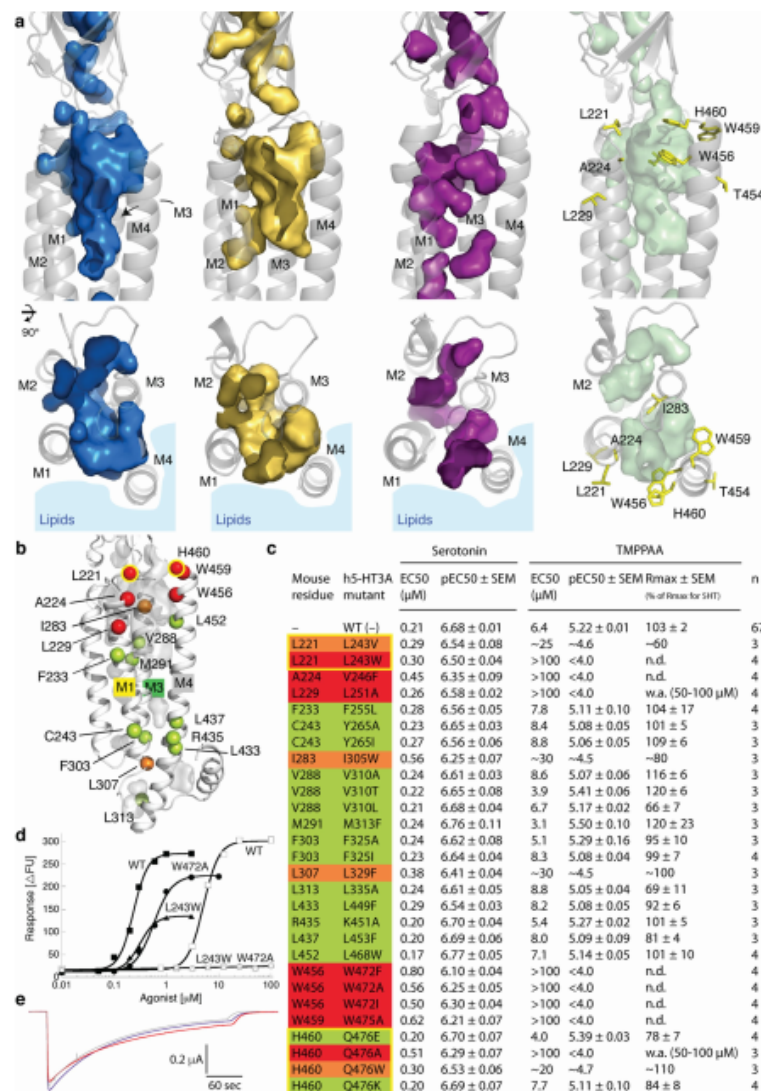 a
L221
H460
W459
A224
W456
T454
L229
M1
M2
M3
M4
M1
M2
M3
M4
M1
M2
M3
M4
90°
M2
M3
M1
M4
Lipids
M2
M3
M1
M4
Lipids
M2
M3
M1
M4
Lipids
M2
I283
A224
W459
L229
L221
T454
W456
H460
b
H460
L221
W459
A224
W456
I283
L452
V288
L229
F233
M291
M1 M3 M4
C243
L437
R435
F303
L433
L307
L313
c
Serotonin TMPPAA
Mouse residue h5-HT3A mutant EC50 (µM) pEC50 ± SEM EC50 (µM) pEC50 ± SEM Rmax ± SEM (% of Rmax for 5HT) n
– WT (–) 0.21 6.68 ± 0.01 6.4 5.22 ± 0.01 103 ± 2 67
L221 L243V 0.29 6.54 ± 0.08 ~25 ~4.6 ~60 3
L221 L243W 0.30 6.50 ± 0.04 >100 <4.0 n.d. 3
A224 V246F 0.45 6.35 ± 0.09 >100 <4.0 n.d. 4
L229 L251A 0.26 6.58 ± 0.02 >100 <4.0 w.a. (50-100 µM) 3
F233 F255L 0.28 6.56 ± 0.05 7.8 5.11 ± 0.10 104 ± 17 4
C243 Y265A 0.23 6.65 ± 0.03 8.4 5.08 ± 0.05 101 ± 5 3
C243 Y265I 0.27 6.56 ± 0.06 8.8 5.06 ± 0.05 109 ± 6 3
I283 I305W 0.56 6.25 ± 0.07 ~30 ~4.5 ~80 3
V288 V310A 0.24 6.61 ± 0.03 8.6 5.07 ± 0.06 116 ± 6 3
V288 V310T 0.22 6.65 ± 0.08 3.9 5.41 ± 0.06 120 ± 6 3
V288 V310L 0.21 6.68 ± 0.04 6.7 5.17 ± 0.02 66 ± 7 3
M291 M313F 0.24 6.76 ± 0.11 3.1 5.50 ± 0.10 120 ± 23 4
F303 F325A 0.24 6.62 ± 0.08 5.1 5.29 ± 0.16 95 ± 10 3
F303 F325I 0.23 6.64 ± 0.04 8.3 5.08 ± 0.04 99 ± 7 4
L307 L329F 0.38 6.41 ± 0.04 ~30 ~4.5 ~100 3
L313 L335A 0.24 6.61 ± 0.05 8.8 5.05 ± 0.04 69 ± 11 3
L433 L449F 0.29 6.54 ± 0.03 8.2 5.08 ± 0.05 92 ± 6 3
R435 K451A 0.20 6.70 ± 0.04 5.4 5.27 ± 0.02 101 ± 5 3
L437 L453F 0.20 6.69 ± 0.06 8.0 5.09 ± 0.09 81 ± 4 3
L452 L468W 0.17 6.77 ± 0.05 7.1 5.14 ± 0.05 101 ± 10 4
W456 W472F 0.80 6.10 ± 0.04 >100 <4.0 n.d. 4
W456 W472A 0.56 6.25 ± 0.05 >100 <4.0 n.d. 4
W456 W472I 0.50 6.30 ± 0.04 >100 <4.0 n.d. 4
W459 W475A 0.62 6.21 ± 0.07 >100 <4.0 n.d. 3
H460 Q476E 0.20 6.70 ± 0.07 4.0 5.39 ± 0.03 78 ± 7 4
H460 Q476A 0.51 6.29 ± 0.07 >100 <4.0 w.a. (50-100 µM) 3
H460 Q476W 0.30 6.53 ± 0.06 ~20 ~4.7 ~110 3
H460 Q476K 0.20 6.69 ± 0.07 7.7 5.11 ± 0.10 84 ± 8 4
d
Response [△FU]
300
250
200
150
100
50
0
WT
W472A
WT
L243W
L243W W472A
0.01 0.1 1 10 100
Agonist [µM]
e
0.2 µA
60 sec